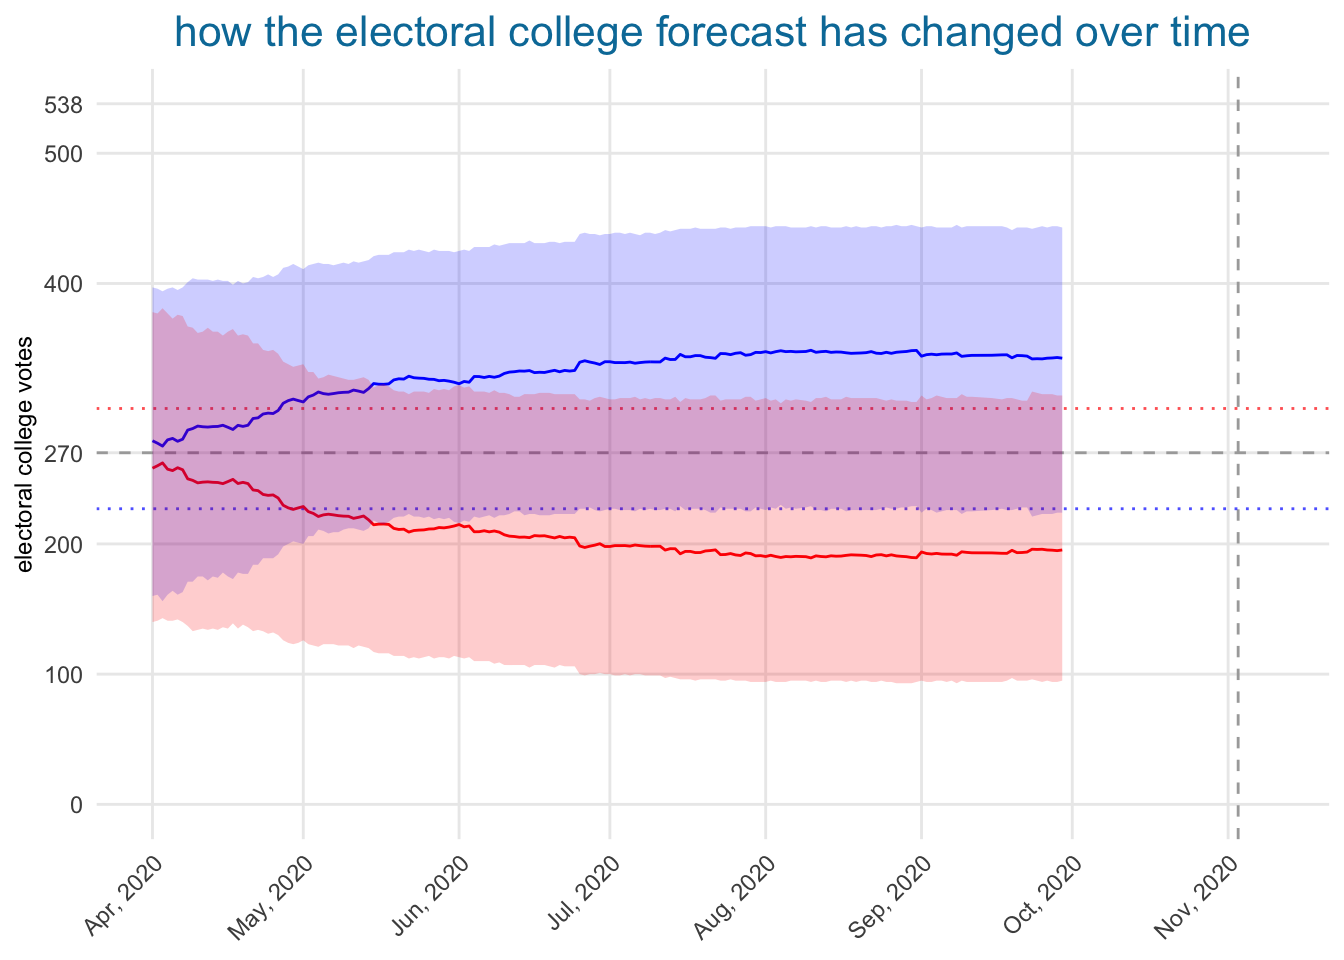 how the electoral college forecast has changed over time
538
500
400
270
200
100
0
electoral college votes
Apr, 2020
May, 2020
Jun, 2020
Jul, 2020
Aug, 2020
Sep, 2020
Oct, 2020
Nov, 2020